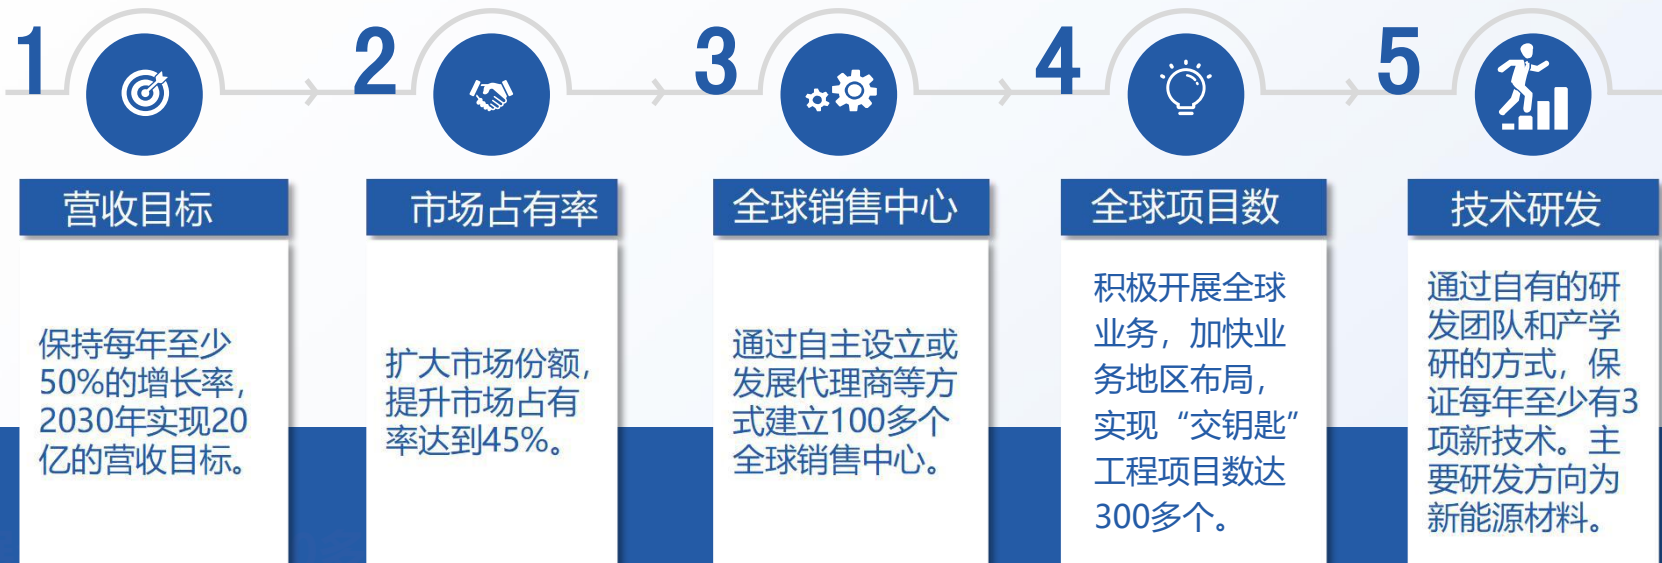 1
2
3
4
5
营收目标
保持每年至少
50%的增长率，
2030年实现20
亿的营收目标。
市场占有率
扩大市场份额，
提升市场占有
率达到45%。
全球销售中心
通过自主设立或
发展代理商等方
式建立100多个
全球销售中心。
全球项目数
积极开展全球
业务，加快业
务地区布局，
实现“交钥匙”
工程项目数达
300多个。
技术研发
通过自有的研
发团队和产学
研的方式，保
证每年至少有3
项新技术。主
要研发方向为
新能源材料。